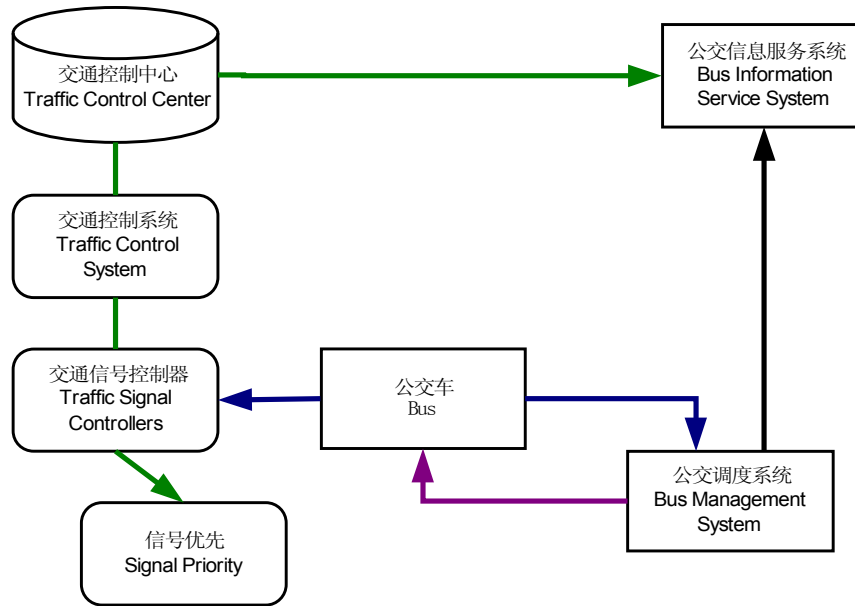 交通控制中心
Traffic Control Center
公交信息服务系统
Bus Information
Service System
交通控制系统
Traffic Control
System
交通信号控制器
Traffic Signal
Controllers
公交车
Bus
公交调度系统
Bus Management
System
信号优先
Signal Priority